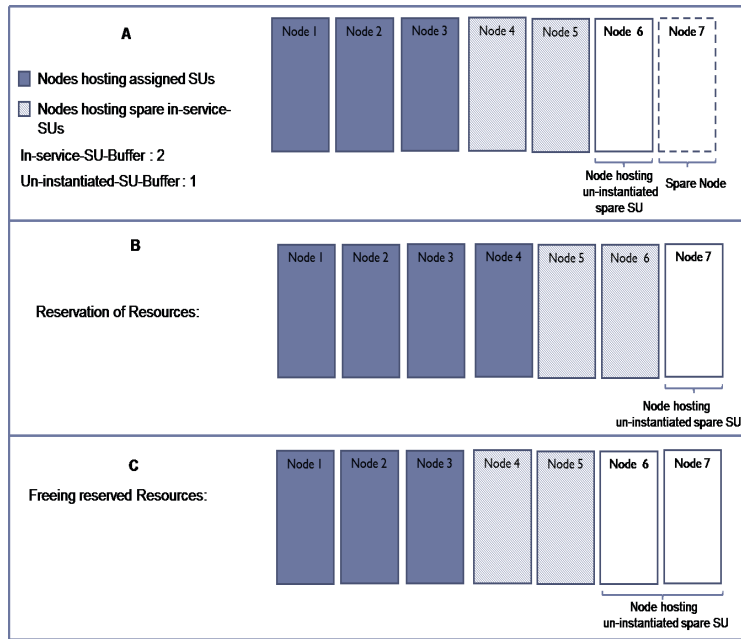 A
Nodes hosting assigned SUs
Nodes hosting spare in-service-
SUs
In-service-SU-Buffer : 2
Un-instantiated-SU-Buffer : 1
Node 1 Node 2 Node 3 Node 4 Node 5 Node 6 Node 7
Node hosting
un-instantiated
spare SU
Spare Node
B
Reservation of Resources:
Node 1 Node 2 Node 3 Node 4 Node 5 Node 6 Node 7
Node hosting
un-instantiated spare SU
C
Freeing reserved Resources:
Node 1 Node 2 Node 3 Node 4 Node 5 Node 6 Node 7
Node hosting
un-instantiated spare SU